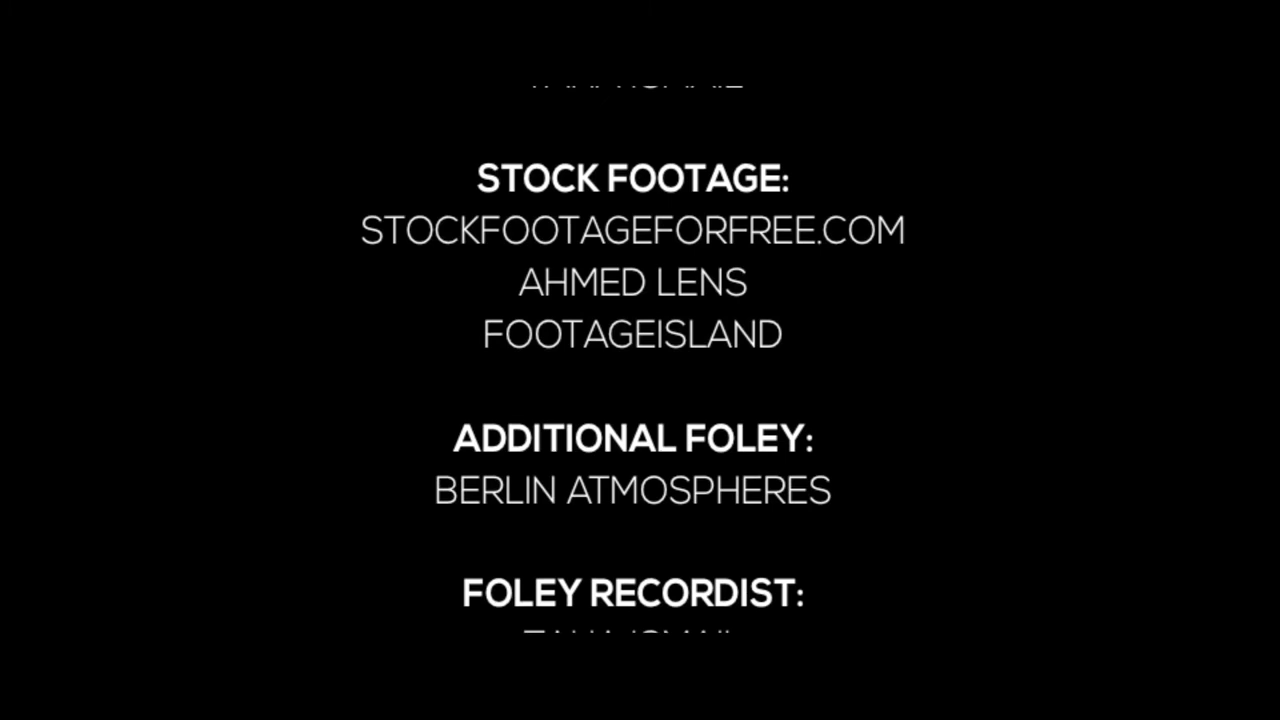 STOCK FOOTAGE:
STOCKFOOTAGEFORFREE.COM
AHMED LENS
FOOTAGEISLAND
ADDITIONAL FOLEY:
BERLIN ATMOSPHERES
FOLEY RECORDIST: